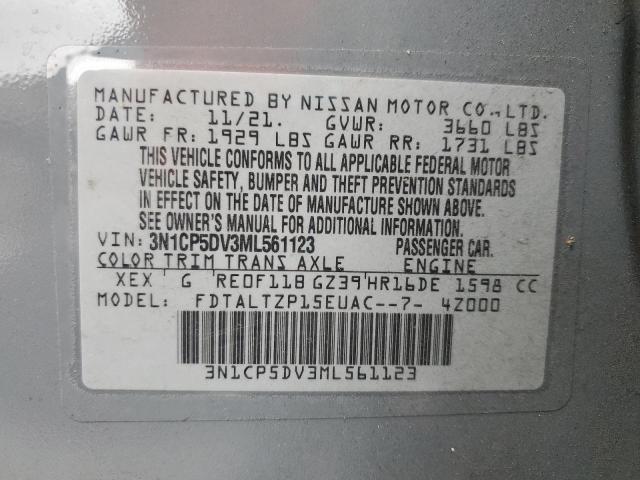 MANUFACTURED BY NISSAN MOTOR CO.,LTD.
DATE: 11/21. GVWR: 3660 LBS
GAWR FR: 1929 LBS GAWR RR: 1731 LBS
THIS VEHICLE CONFORMS TO ALL APPLICABLE FEDERAL MOTOR
VEHICLE SAFETY, BUMPER AND THEFT PREVENTION STANDARDS
IN EFFECT ON THE DATE OF MANUFACTURE SHOWN ABOVE.
SEE OWNER'S MANUAL FOR ADDITIONAL INFORMATION.
VIN: 3N1CP5DV3ML561123 PASSENGER CAR.
COLOR TRIM TRANS AXLE ENGINE
XEX G RE0F11B GZ39 HR16DE 1598 CC
MODEL: FDTALTZP15EUAC--7- 4Z000
3N1CP5DV3ML561123